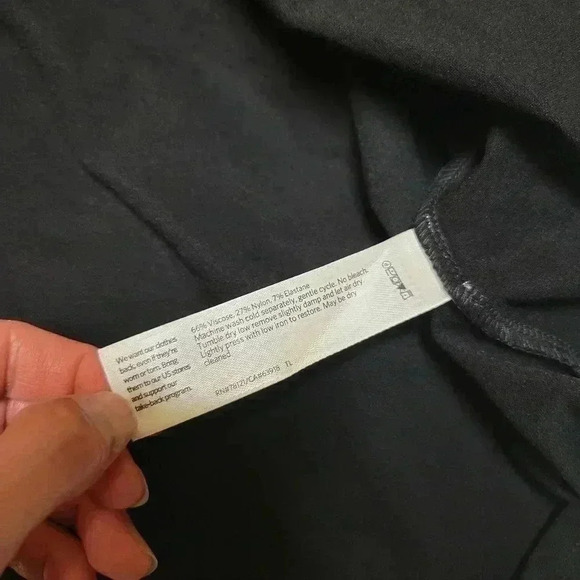 66% Viscose, 27% Nylon, 7% Elastane
Machine wash cold separately, gentle cycle. No bleach.
Tumble dry low remove slightly damp and let air dry
Lightly press with low iron to restore. May be dry
cleaned
RN#78121/CA#63918 TL
We want our clothes
back, even if they're
worn or torn. Bring
them to our US stores
and support our
take-back program.